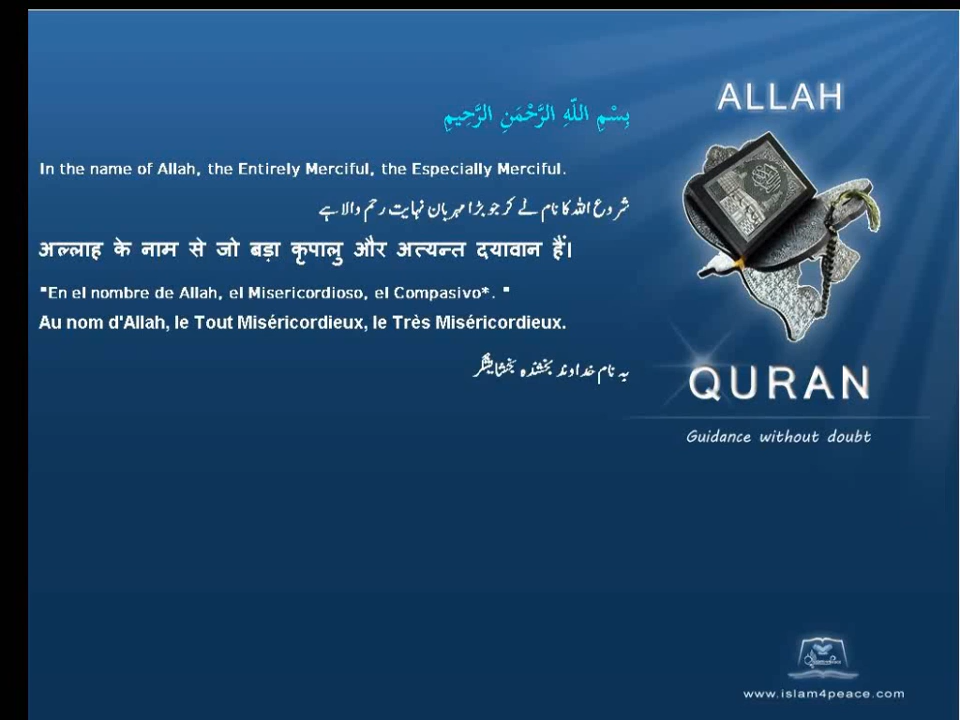 بِسْمِ اللَّهِ الرَّحْمَنِ الرَّحِيمِ
In the name of Allah, the Entirely Merciful, the Especially Merciful.
شروع الله کا نام لے کر جو بڑا مہربان نہایت رحم والا ہے
अल्लाह के नाम से जो बड़ा कृपालु और अत्यन्त दयावान हैं।
"En el nombre de Allah, el Misericordioso, el Compasivo*. "
Au nom d'Allah, le Tout Miséricordieux, le Très Miséricordieux.
به نام خداوند بخشنده بخشایشگر
ALLAH
QURAN
Guidance without doubt
www.islam4peace.com